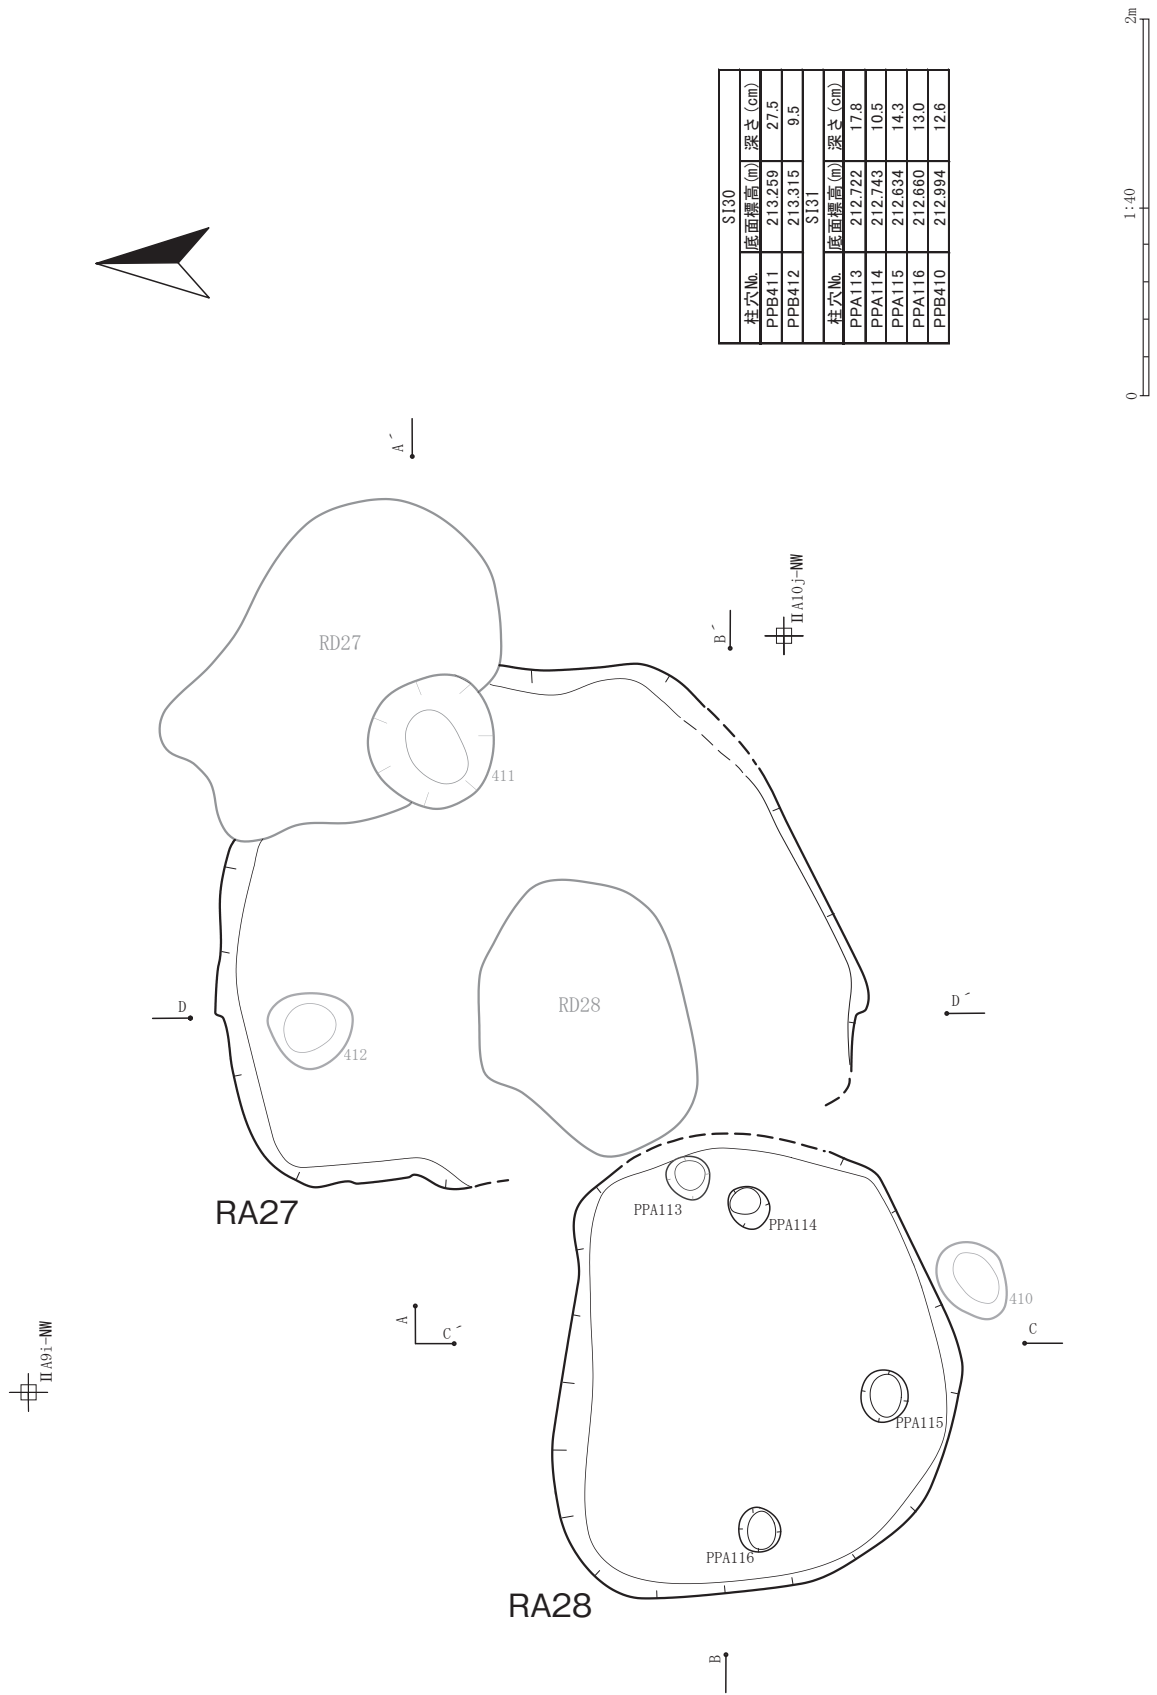 2m
1:40
0
SI30
柱穴No. 底面標高(m) 深さ(cm)
PPB411 213.259 27.5
PPB412 213.315 9.5
SI31
柱穴No. 底面標高(m) 深さ(cm)
PPA113 212.722 17.8
PPA114 212.743 10.5
PPA115 212.634 14.3
PPA116 212.660 13.0
PPB410 212.994 12.6
A´
B´
ⅡA10j-NW
RD27
411
RD28
D
D´
412
RA27
PPA113
PPA114
410
A
C´
C
ⅡA9i-NW
PPA115
PPA116
RA28
B